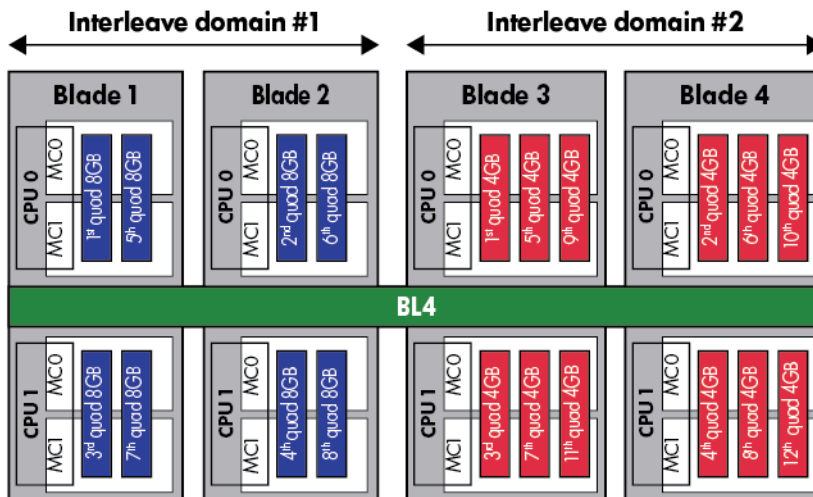 Interleave domain #1
Interleave domain #2
Blade 1
Blade 2
Blade 3
Blade 4
CPU 0
MC0
MC1
1st quad 8GB
5th quad 8GB
CPU 0
MC0
MC1
2nd quad 8GB
6th quad 8GB
CPU 0
MC0
MC1
1st quad 4GB
5th quad 4GB
9th quad 4GB
CPU 0
MC0
MC1
2nd quad 4GB
6th quad 4GB
10th quad 4GB
BL4
CPU 1
MC0
MC1
3rd quad 8GB
7th quad 8GB
CPU 1
MC0
MC1
4th quad 8GB
8th quad 8GB
CPU 1
MC0
MC1
3rd quad 4GB
7th quad 4GB
11th quad 4GB
CPU 1
MC0
MC1
4th quad 4GB
8th quad 4GB
12th quad 4GB